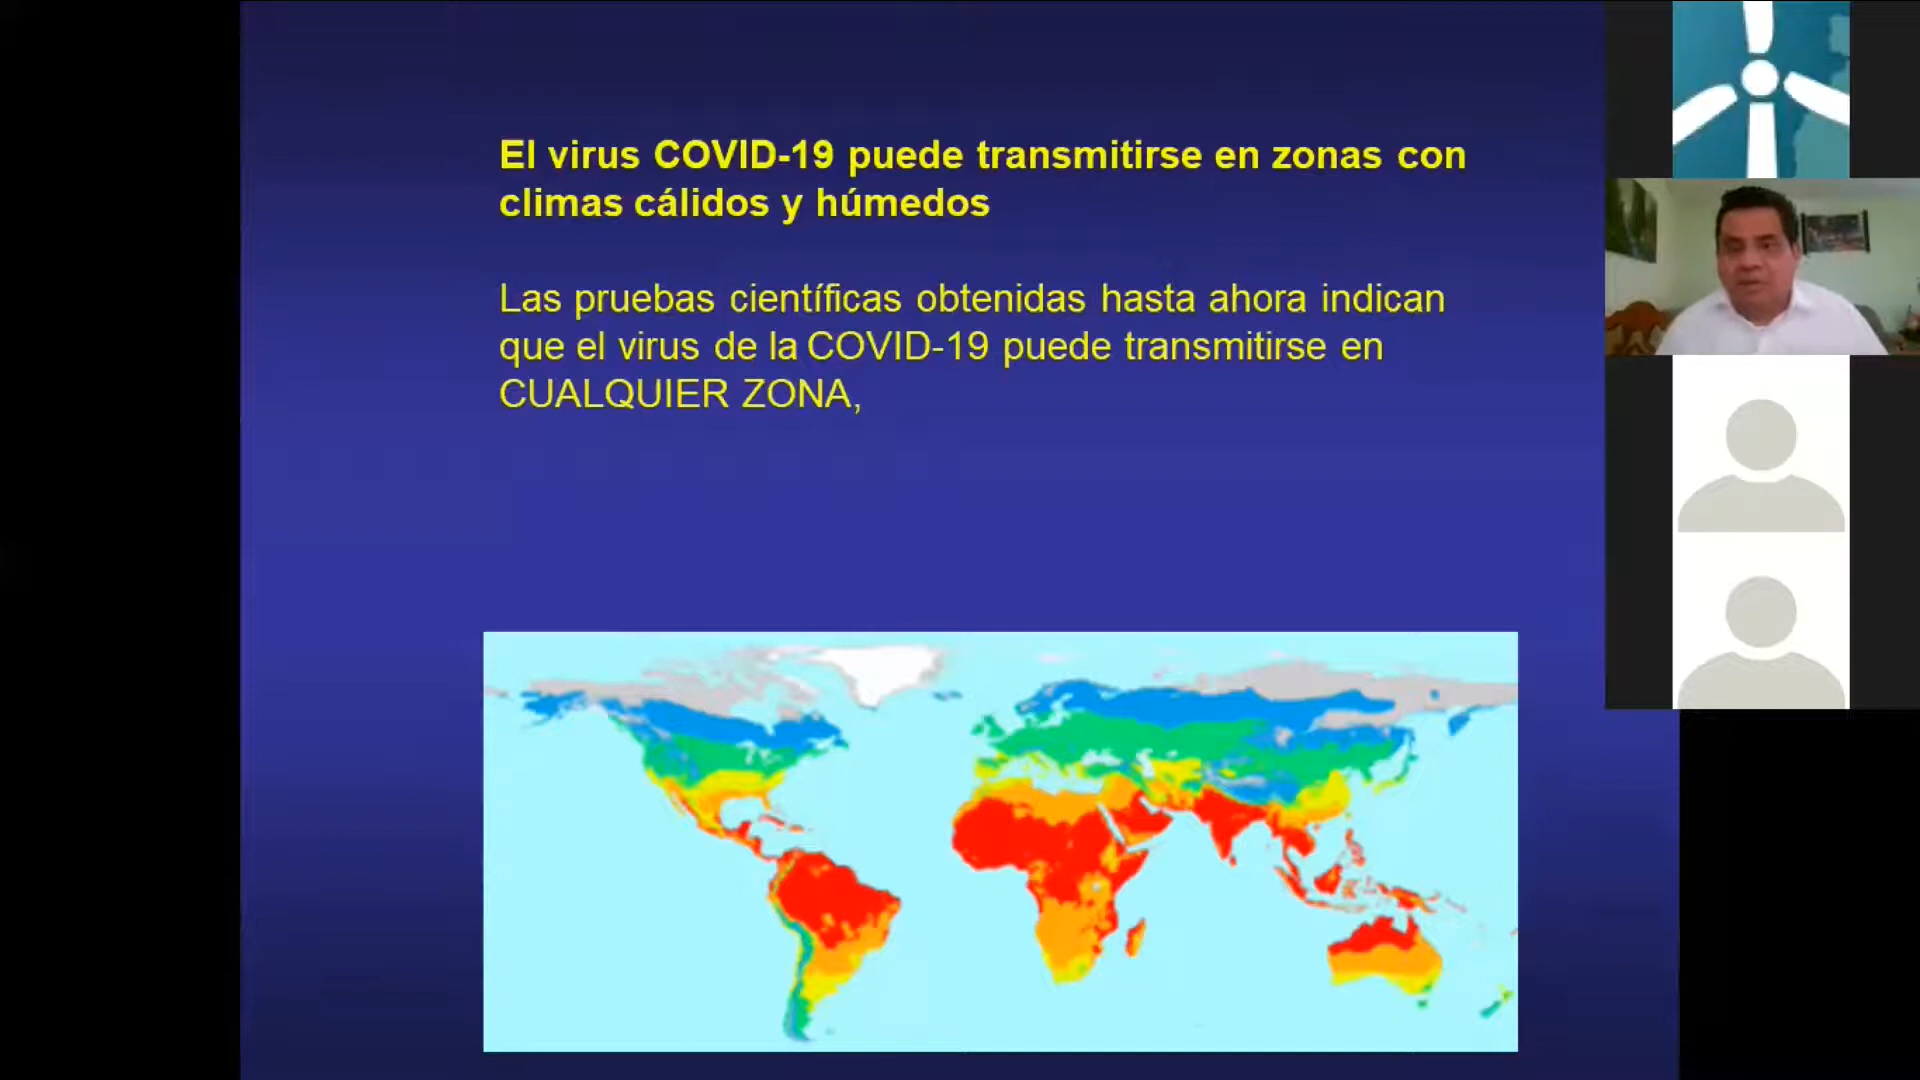 El virus COVID-19 puede transmitirse en zonas con
climas cálidos y húmedos
Las pruebas científicas obtenidas hasta ahora indican
que el virus de la COVID-19 puede transmitirse en
CUALQUIER ZONA,